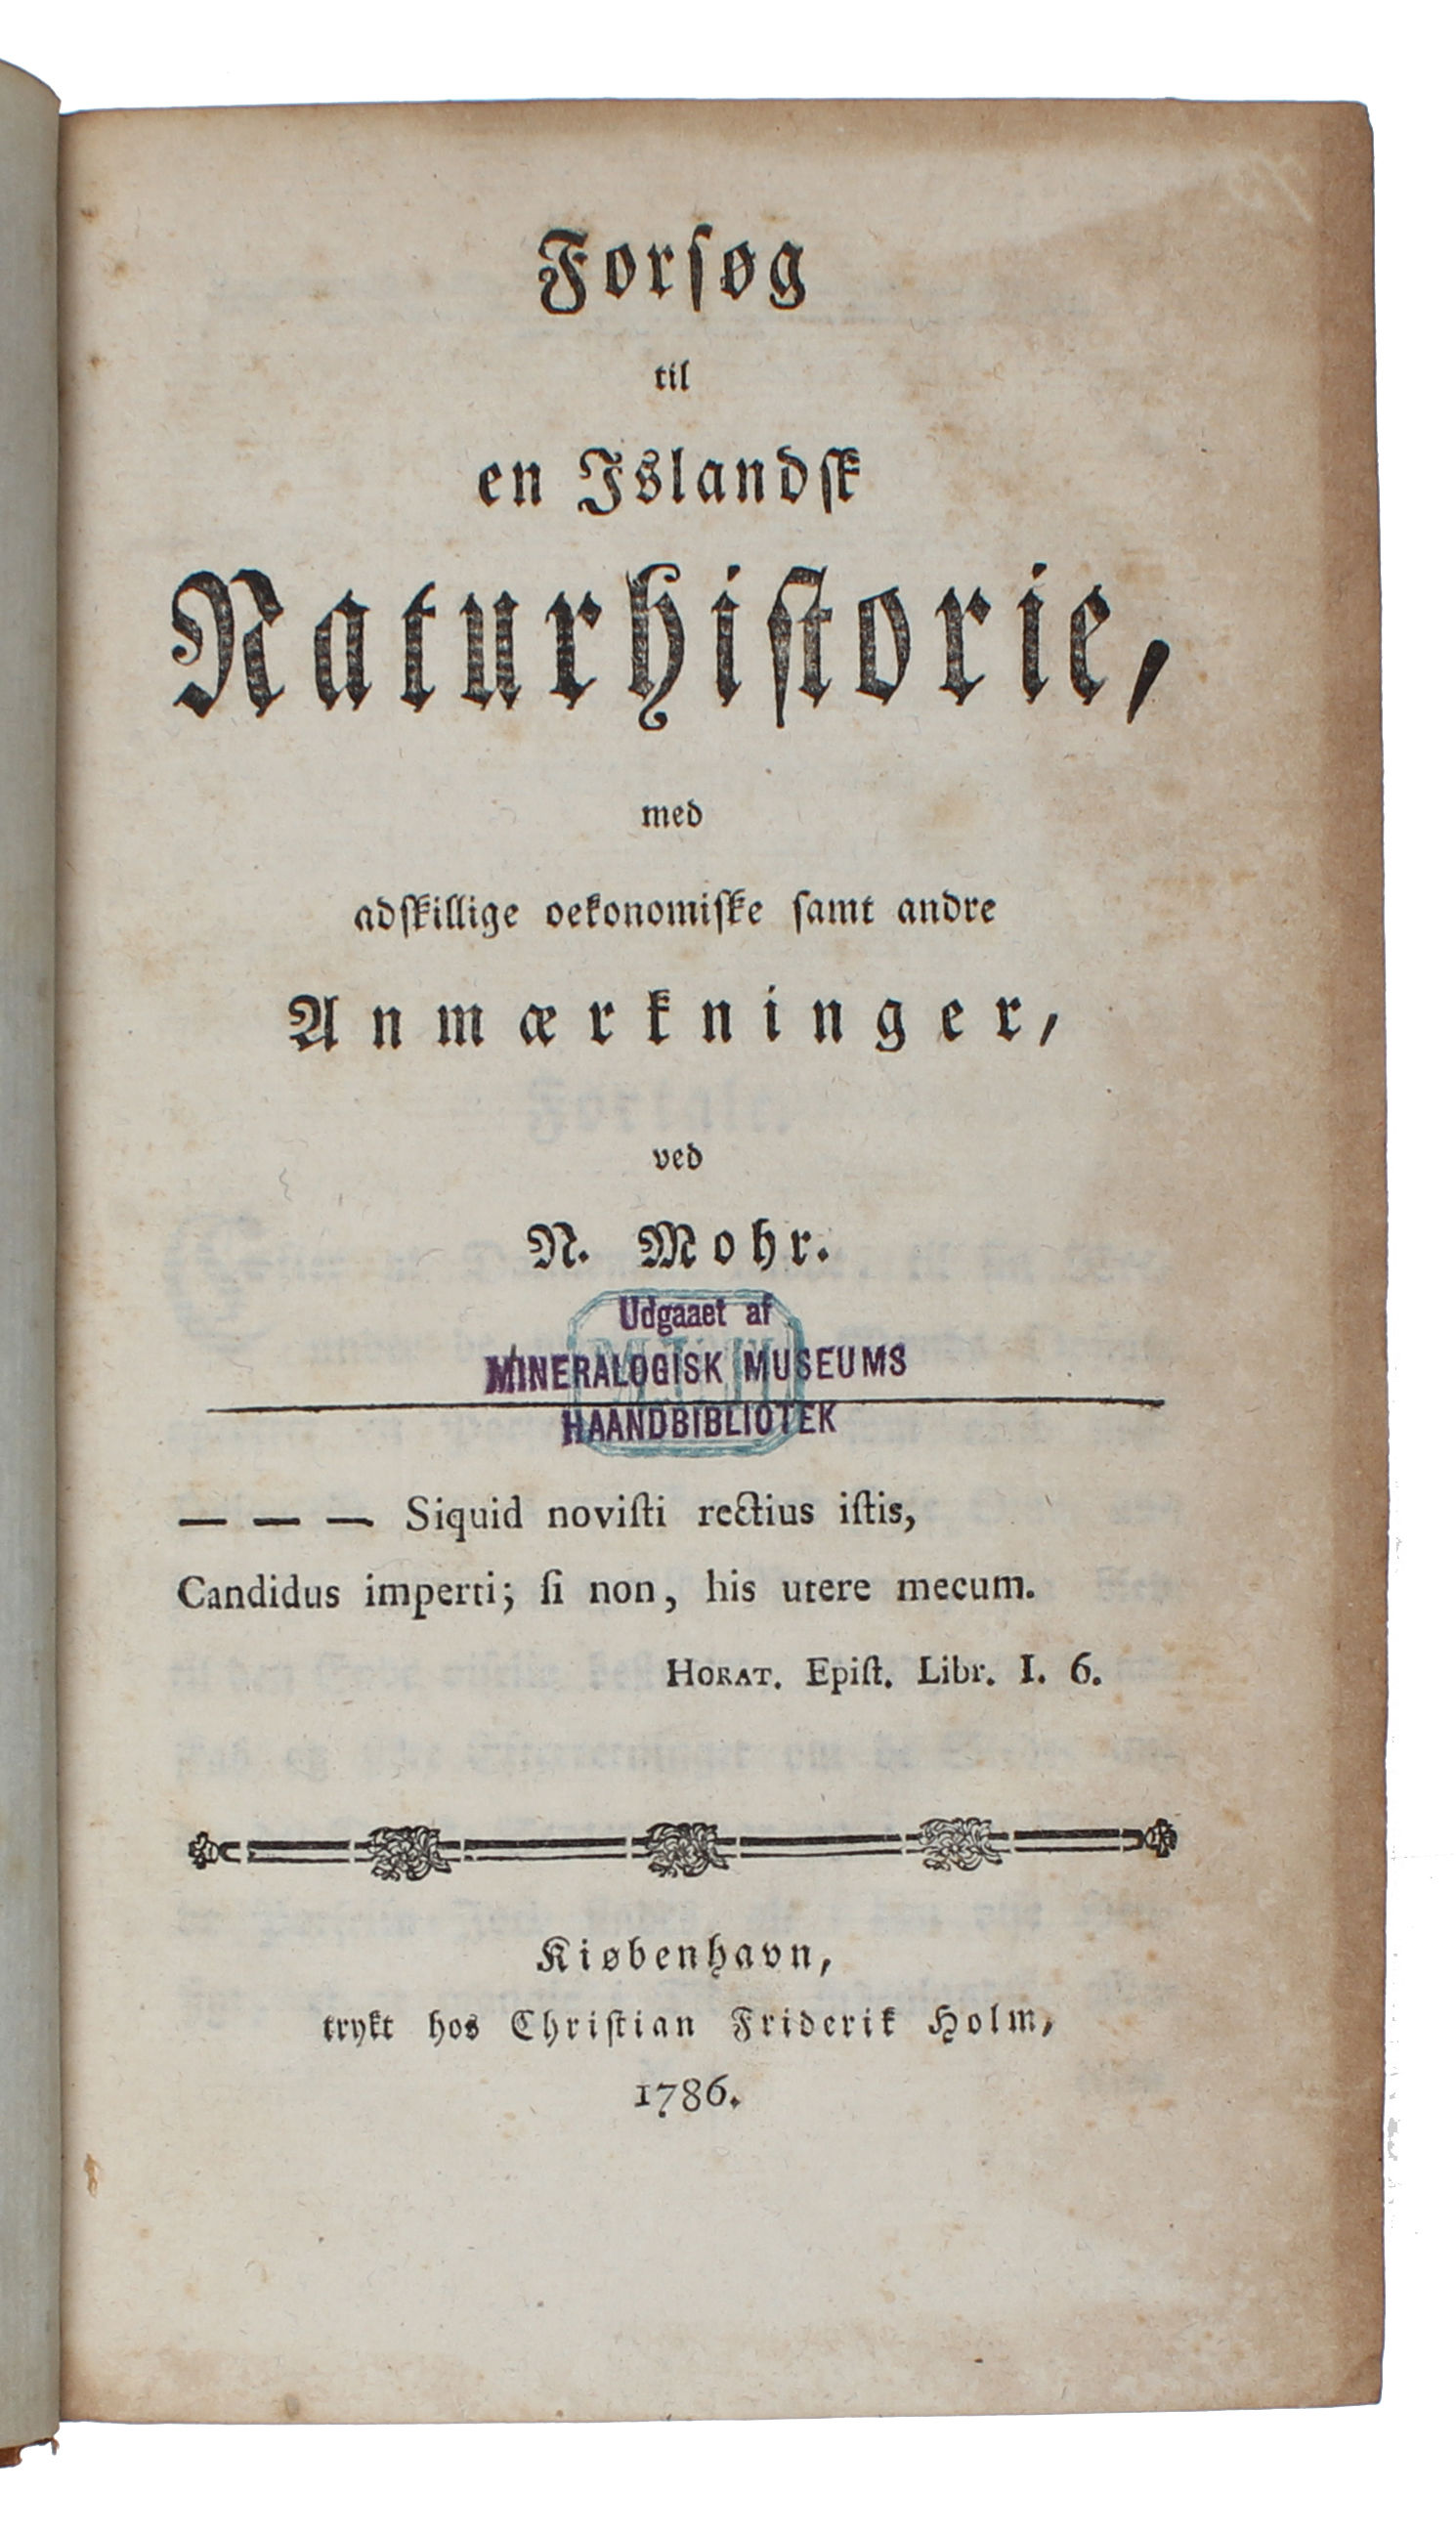 Forsøg
til
en Islandsk
Naturhistorie,
med
adskillige oekonomiske samt andre
Anmærkninger,
ved
N. Mohr.
Udgaaet af
MINERALOGISK MUSEUMS
HAANDBIBLIOTEK
— — — Siquid novisti rectius istis,
Candidus imperti; si non, his utere mecum.
HORAT. Epist. Libr. I. 6.
Kiøbenhavn,
trykt hos Christian Friderik Holm,
1786.